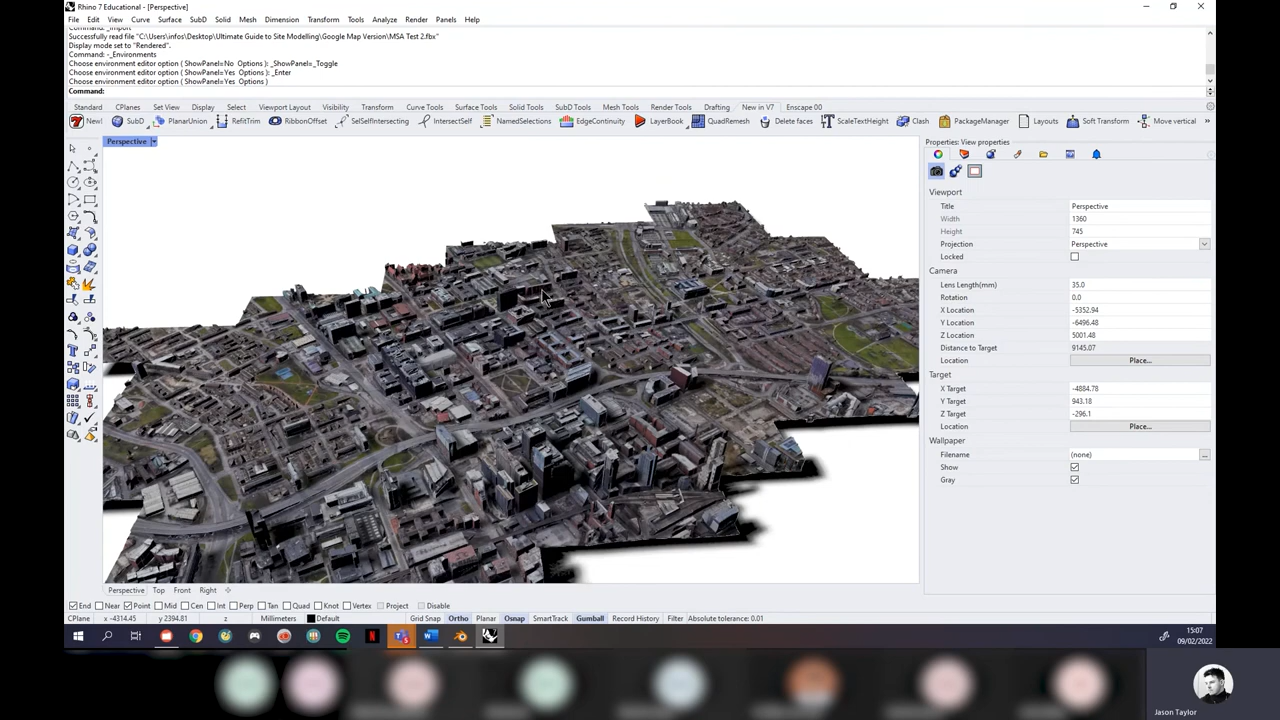 Rhino 7 Educational - [Perspective]
File Edit View Curve Surface SubD Solid Mesh Dimension Transform Tools Analyze Render Panels Help
Command: _Import
Successfully read file "C:\Users\infos\Desktop\Ultimate Guide to Site Modelling\Google Map Version\MSA Test 2.fbx"
Display mode set to "Rendered".
Command: -_Environments
Choose environment editor option ( ShowPanel=No Options ): _ShowPanel=_Toggle
Choose environment editor option ( ShowPanel=Yes Options ): _Enter
Choose environment editor option ( ShowPanel=Yes Options )
Command:
Standard CPlanes Set View Display Select Viewport Layout Visibility Transform Curve Tools Surface Tools Solid Tools SubD Tools Mesh Tools Render Tools Drafting New in V7 Enscape 00
New! SubD PlanarUnion RefitTrim RibbonOffset SelSelfIntersecting IntersectSelf NamedSelections EdgeContinuity LayerBook QuadRemesh Delete faces ScaleTextHeight Clash PackageManager Layouts Soft Transform Move vertical »
Perspective
Properties: View properties
Viewport
Title Perspective
Width 1360
Height 745
Projection Perspective
Locked
Camera
Lens Length(mm) 35.0
Rotation 0.0
X Location -5352.94
Y Location -6496.48
Z Location 5001.48
Distance to Target 9145.07
Location Place...
Target
X Target -4884.78
Y Target 943.18
Z Target -296.1
Location Place...
Wallpaper
Filename (none) ...
Show
Gray
Perspective Top Front Right
End Near Point Mid Cen Int Perp Tan Quad Knot Vertex Project Disable
CPlane x -4314.45 y 2394.81 z Millimeters Default Grid Snap Ortho Planar Osnap SmartTrack Gumball Record History Filter Absolute tolerance: 0.01
15:07
09/02/2022
Jason Taylor